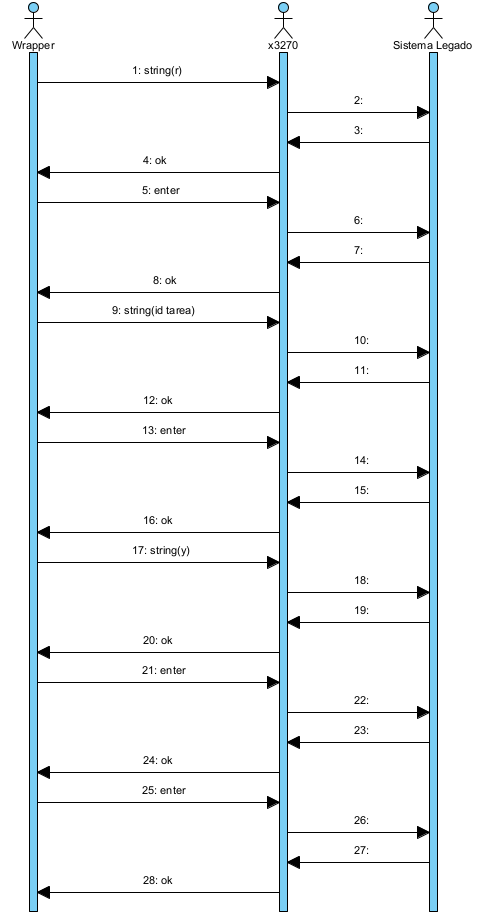 Wrapper
x3270
Sistema Legado
1: string(r)
2:
3:
4: ok
5: enter
6:
7:
8: ok
9: string(id tarea)
10:
11:
12: ok
13: enter
14:
15:
16: ok
17: string(y)
18:
19:
20: ok
21: enter
22:
23:
24: ok
25: enter
26:
27:
28: ok